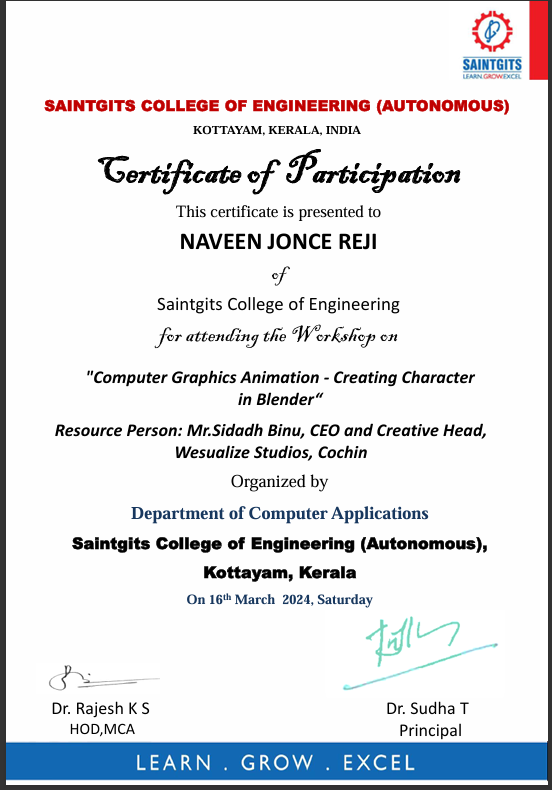 SAINTGITS
LEARN.GROW.EXCEL
SAINTGITS COLLEGE OF ENGINEERING (AUTONOMOUS)
KOTTAYAM, KERALA, INDIA
Certificate of Participation
This certificate is presented to
NAVEEN JONCE REJI
of
Saintgits College of Engineering
for attending the Workshop on
"Computer Graphics Animation - Creating Character
in Blender“
Resource Person: Mr.Sidadh Binu, CEO and Creative Head,
Wesualize Studios, Cochin
Organized by
Department of Computer Applications
Saintgits College of Engineering (Autonomous),
Kottayam, Kerala
On 16th March 2024, Saturday
Dr. Rajesh K S
HOD,MCA
Dr. Sudha T
Principal
LEARN . GROW . EXCEL